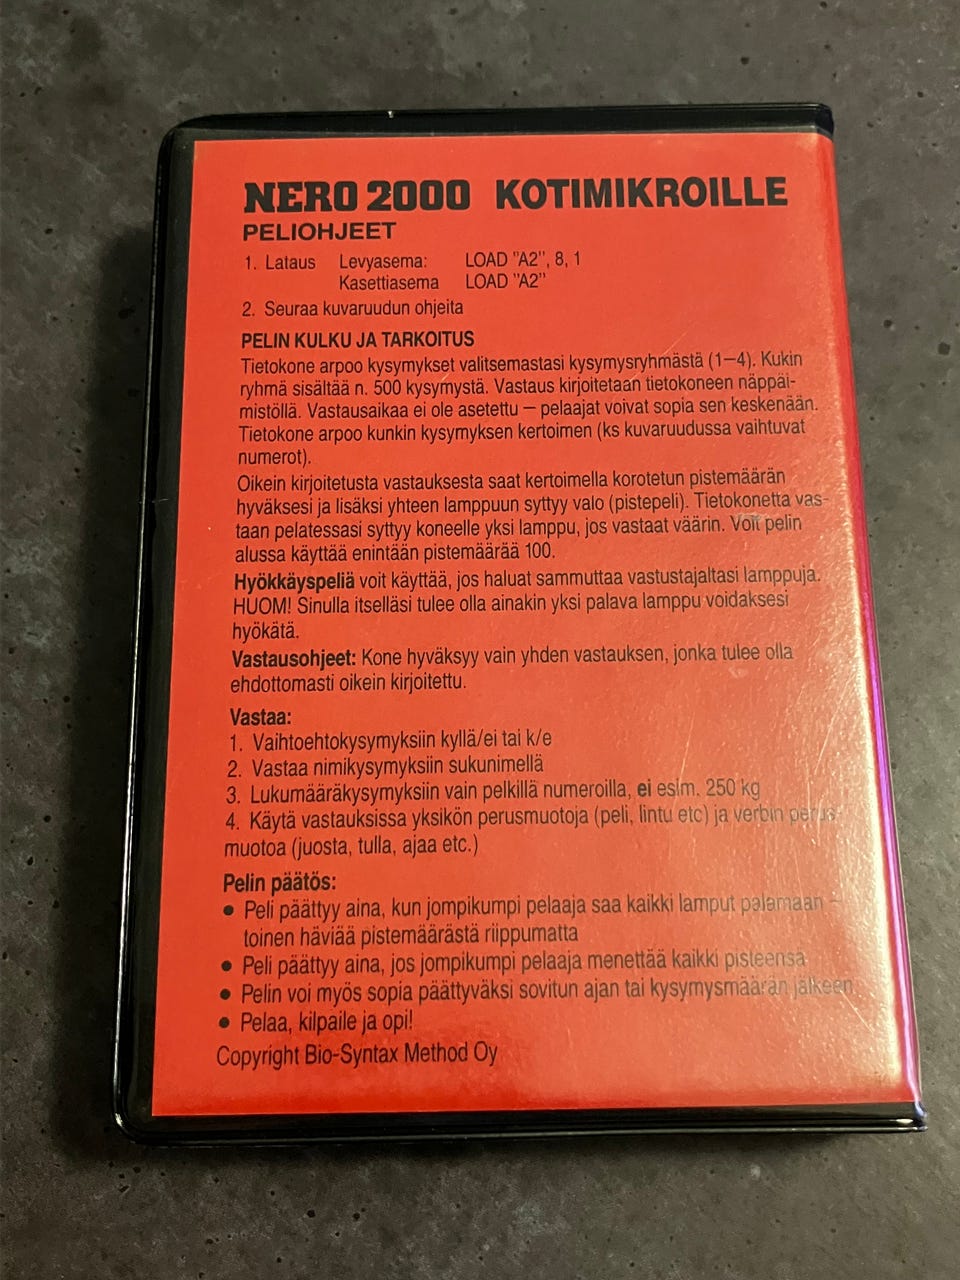 NERO 2000 KOTIMIKROILLE
PELIOHJEET
1. Lataus Levyasema: LOAD "A2", 8, 1
Kasettiasema LOAD "A2"
2. Seuraa kuvaruudun ohjeita
PELIN KULKU JA TARKOITUS
Tietokone arpoo kysymykset valitsemastasi kysymysryhmästä (1—4). Kukin
ryhmä sisältää n. 500 kysymystä. Vastaus kirjoitetaan tietokoneen näppäi-
mistöllä. Vastausaikaa ei ole asetettu — pelaajat voivat sopia sen keskenään.
Tietokone arpoo kunkin kysymyksen kertoimen (ks kuvaruudussa vaihtuvat
numerot).
Oikein kirjoitetusta vastauksesta saat kertoimella korotetun pistemäärän
hyväksesi ja lisäksi yhteen lamppuun syttyy valo (pistepeli). Tietokonetta vas-
taan pelatessasi syttyy koneelle yksi lamppu, jos vastaat väärin. Voit pelin
alussa käyttää enintään pistemäärää 100.
Hyökkäyspeliä voit käyttää, jos haluat sammuttaa vastustajaltasi lamppuja.
HUOM! Sinulla itselläsi tulee olla ainakin yksi palava lamppu voidaksesi
hyökätä.
Vastausohjeet: Kone hyväksyy vain yhden vastauksen, jonka tulee olla
ehdottomasti oikein kirjoitettu.
Vastaa:
1. Vaihtoehtokysymyksiin kyllä/ei tai k/e
2. Vastaa nimikysymyksiin sukunimellä
3. Lukumääräkysymyksiin vain pelkillä numeroilla, ei esim. 250 kg
4. Käytä vastauksissa yksikön perusmuotoja (peli, lintu etc) ja verbin perus-
muotoa (juosta, tulla, ajaa etc.)
Pelin päätös:
● Peli päättyy aina, kun jompikumpi pelaaja saa kaikki lamput palamaan —
toinen häviää pistemäärästä riippumatta
● Peli päättyy aina, jos jompikumpi pelaaja menettää kaikki pisteensä
● Pelin voi myös sopia päättyväksi sovitun ajan tai kysymysmäärän jälkeen
● Pelaa, kilpaile ja opi!
Copyright Bio-Syntax Method Oy